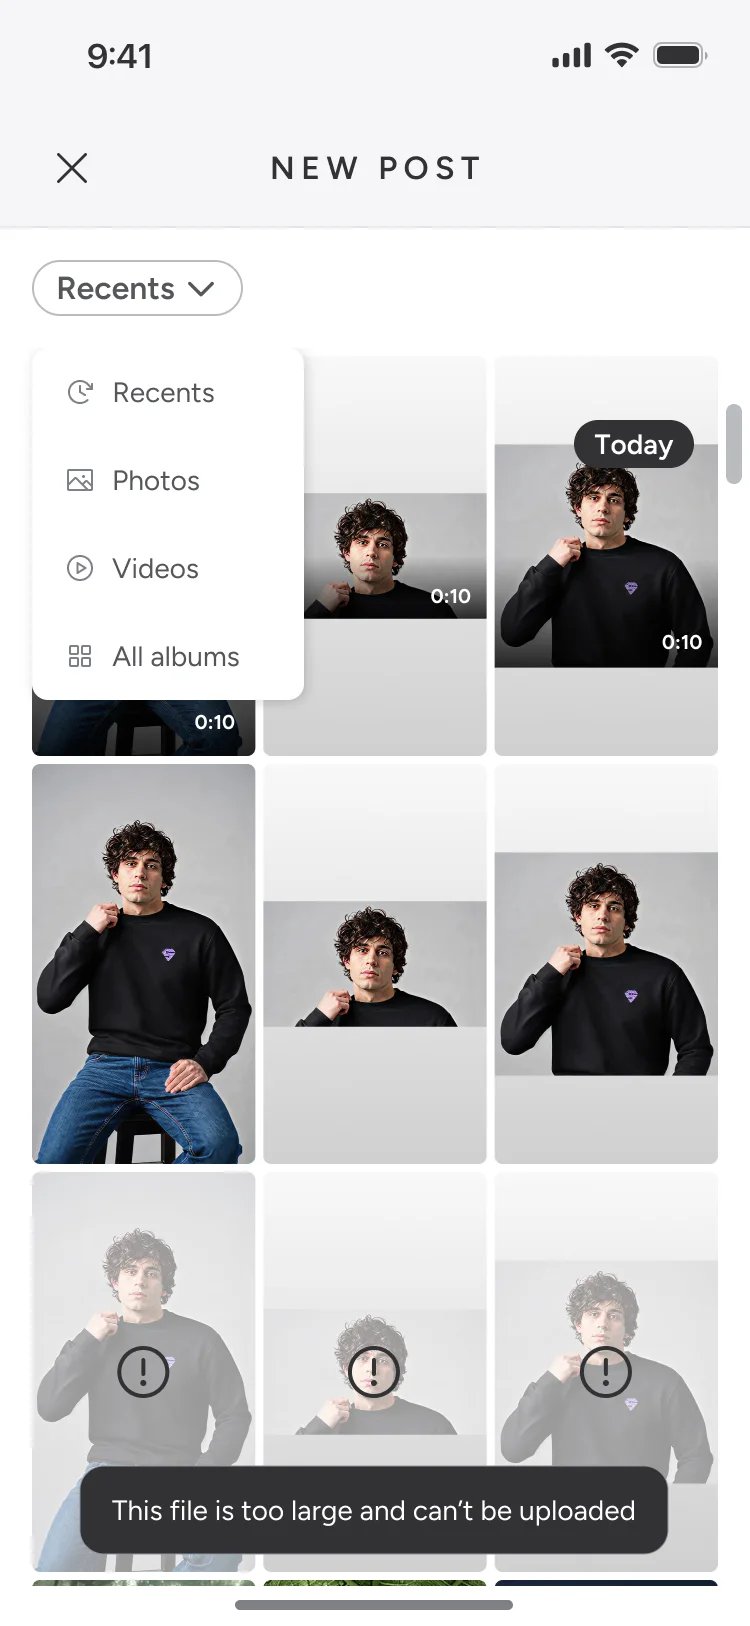 9:41
NEW POST
Recents
Recents
Photos
Videos
All albums
Today
0:10
0:10
0:10
This file is too large and can’t be uploaded